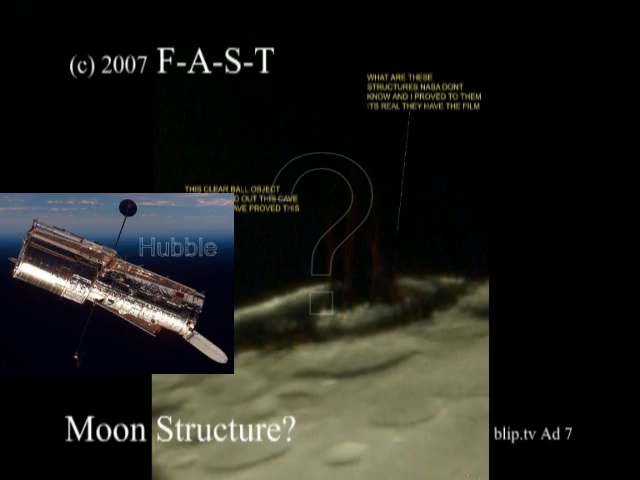 (c) 2007 F-A-S-T
WHAT ARE THESE
STRUCTURES NASA DONT
KNOW AND I PROVED TO THEM
ITS REAL THEY HAVE THE FILM
?
THIS CLEAR BALL OBJECT
OUT THIS CAVE
PROVED THIS
Hubble
Moon Structure?
blip.tv Ad 7